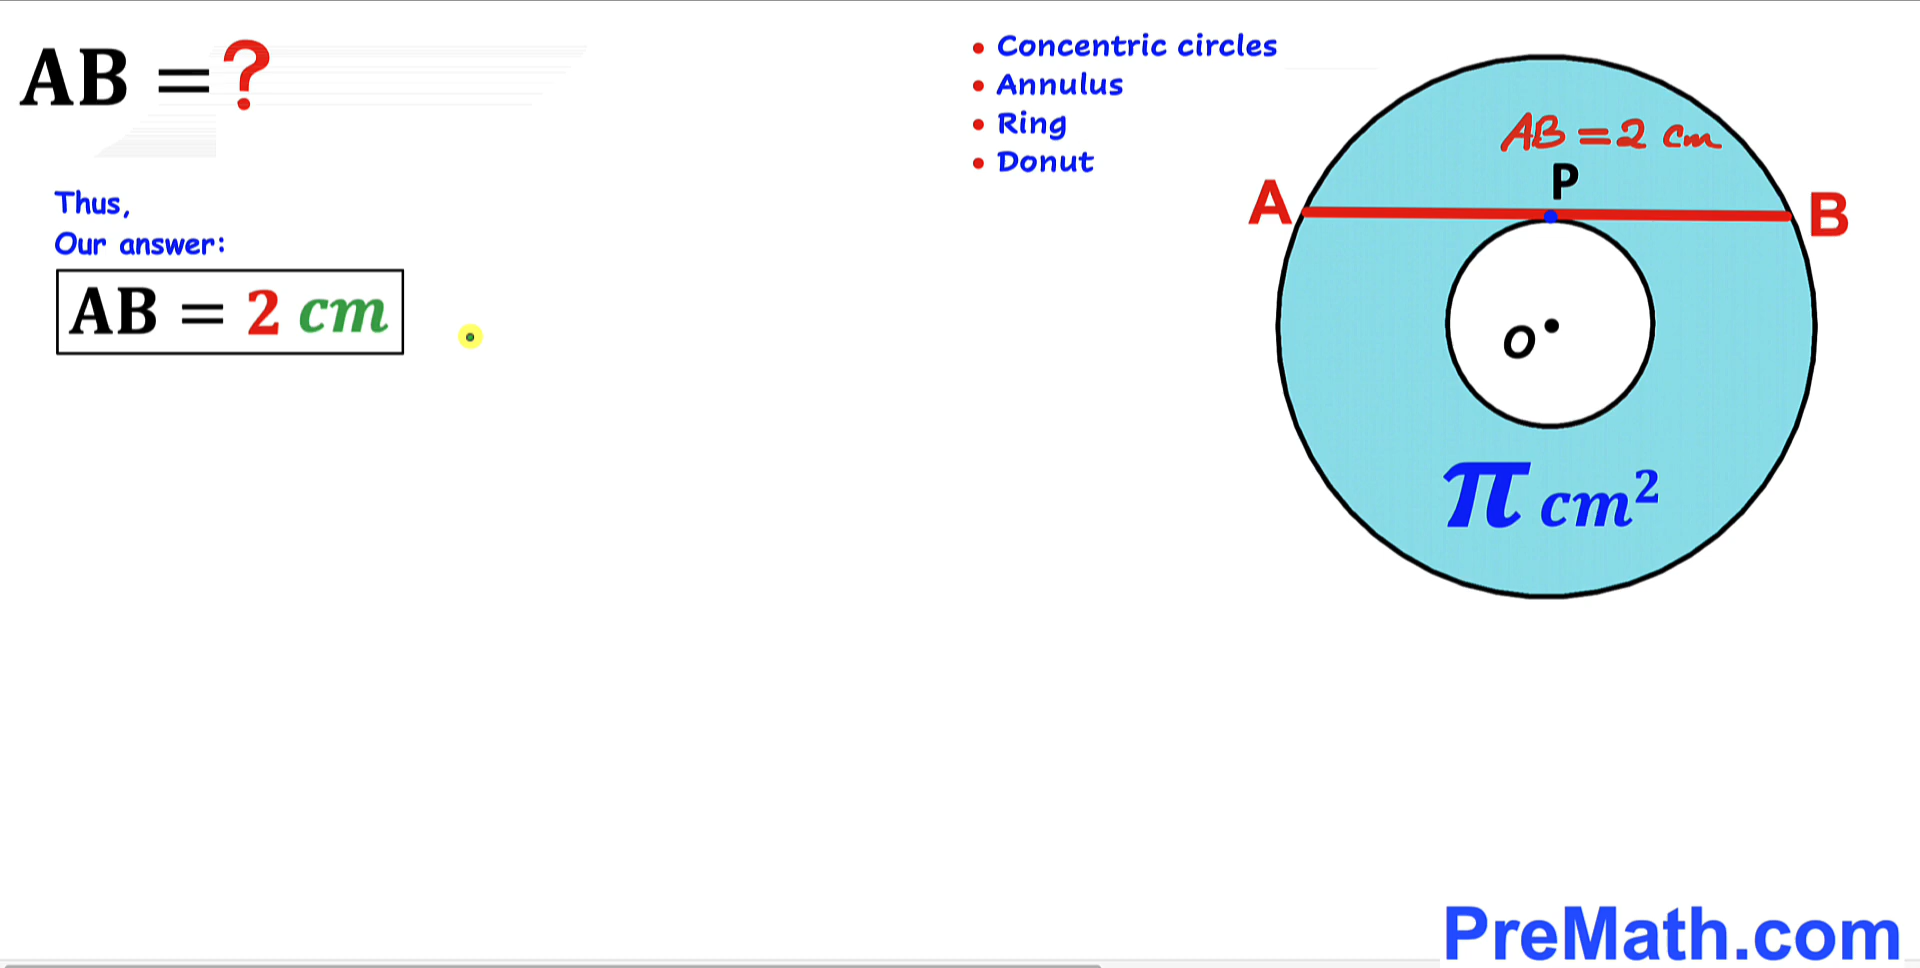 AB = ?
Thus,
Our answer:
AB = 2 cm
• Concentric circles
• Annulus
• Ring
• Donut
AB = 2 cm
P
A
B
O
π cm²
PreMath.com